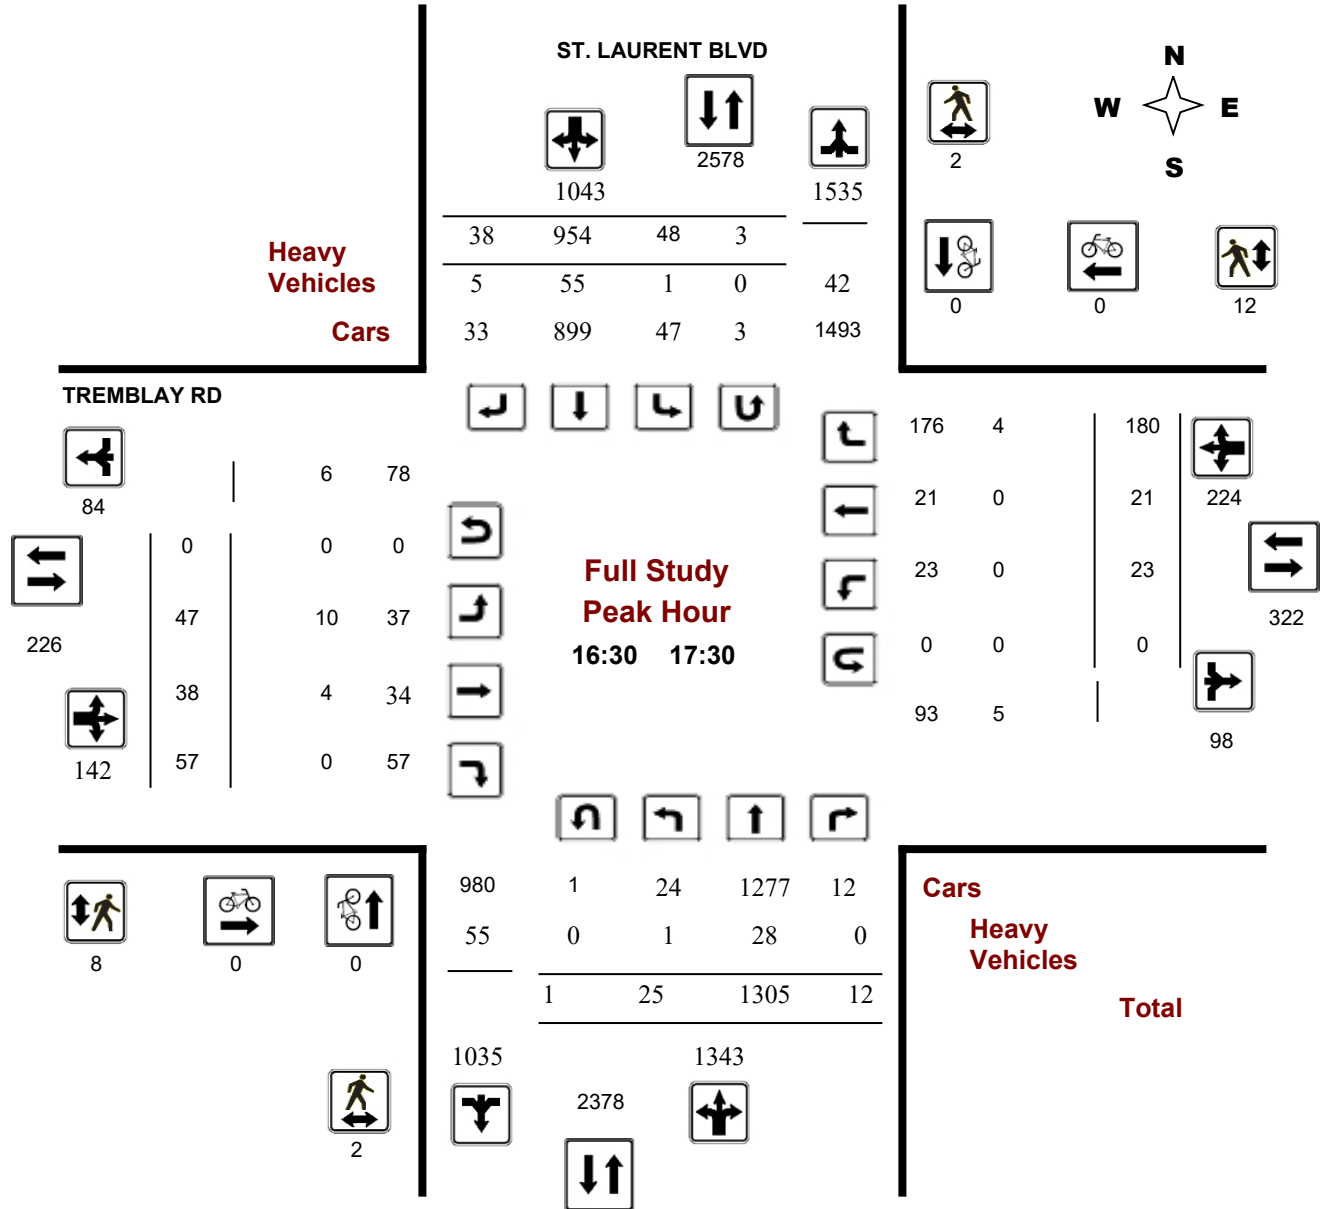 ST. LAURENT BLVD
N
W E
S
2578
2
1043 1535
38 954 48 3
Heavy
Vehicles
5 55 1 0 42
0 0 12
Cars
33 899 47 3 1493
TREMBLAY RD
176 4 180
6 78
84
21 0 21 224
0 0 0
Full Study
23 0 23
Peak Hour
47 10 37
322
226
16:30 17:30
0 0 0
38 4 34
93 5
98
142 57 0 57
980 1 24 1277 12
Cars
55 0 1 28 0
Heavy
Vehicles
8 0 0
1 25 1305 12
Total
1035 1343
2378
2